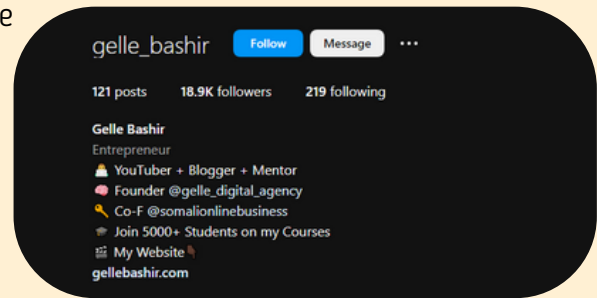 e
gelle_bashir Follow Message •••
121 posts 18.9K followers 219 following
Gelle Bashir
Entrepreneur
👨‍💻 YouTuber + Blogger + Mentor
🧠 Founder @gelle_digital_agency
🔑 Co-F @somalionlinebusiness
🎓 Join 5000+ Students on my Courses
🎬 My Website👇🏿
gellebashir.com